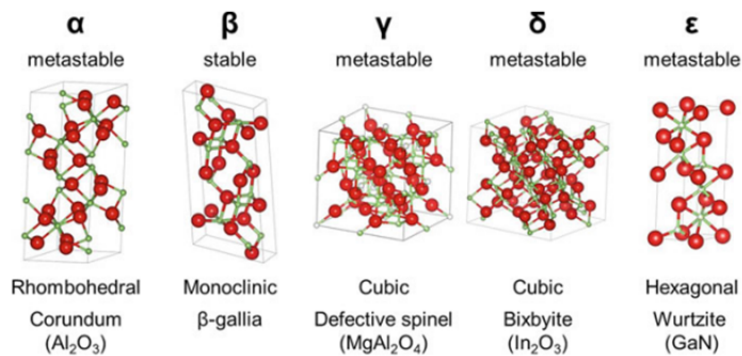 α β γ δ ε
metastable stable metastable metastable metastable
Rhombohedral Monoclinic Cubic Cubic Hexagonal
Corundum β-gallia Defective spinel Bixbyite Wurtzite
(Al₂O₃) (MgAl₂O₄) (In₂O₃) (GaN)